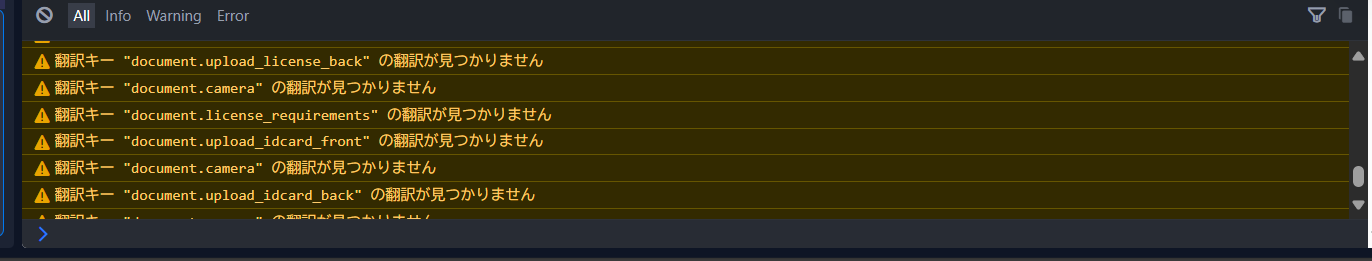 All Info Warning Error
翻訳キー "document.upload_license_back" の翻訳が見つかりません
翻訳キー "document.camera" の翻訳が見つかりません
翻訳キー "document.license_requirements" の翻訳が見つかりません
翻訳キー "document.upload_idcard_front" の翻訳が見つかりません
翻訳キー "document.camera" の翻訳が見つかりません
翻訳キー "document.upload_idcard_back" の翻訳が見つかりません